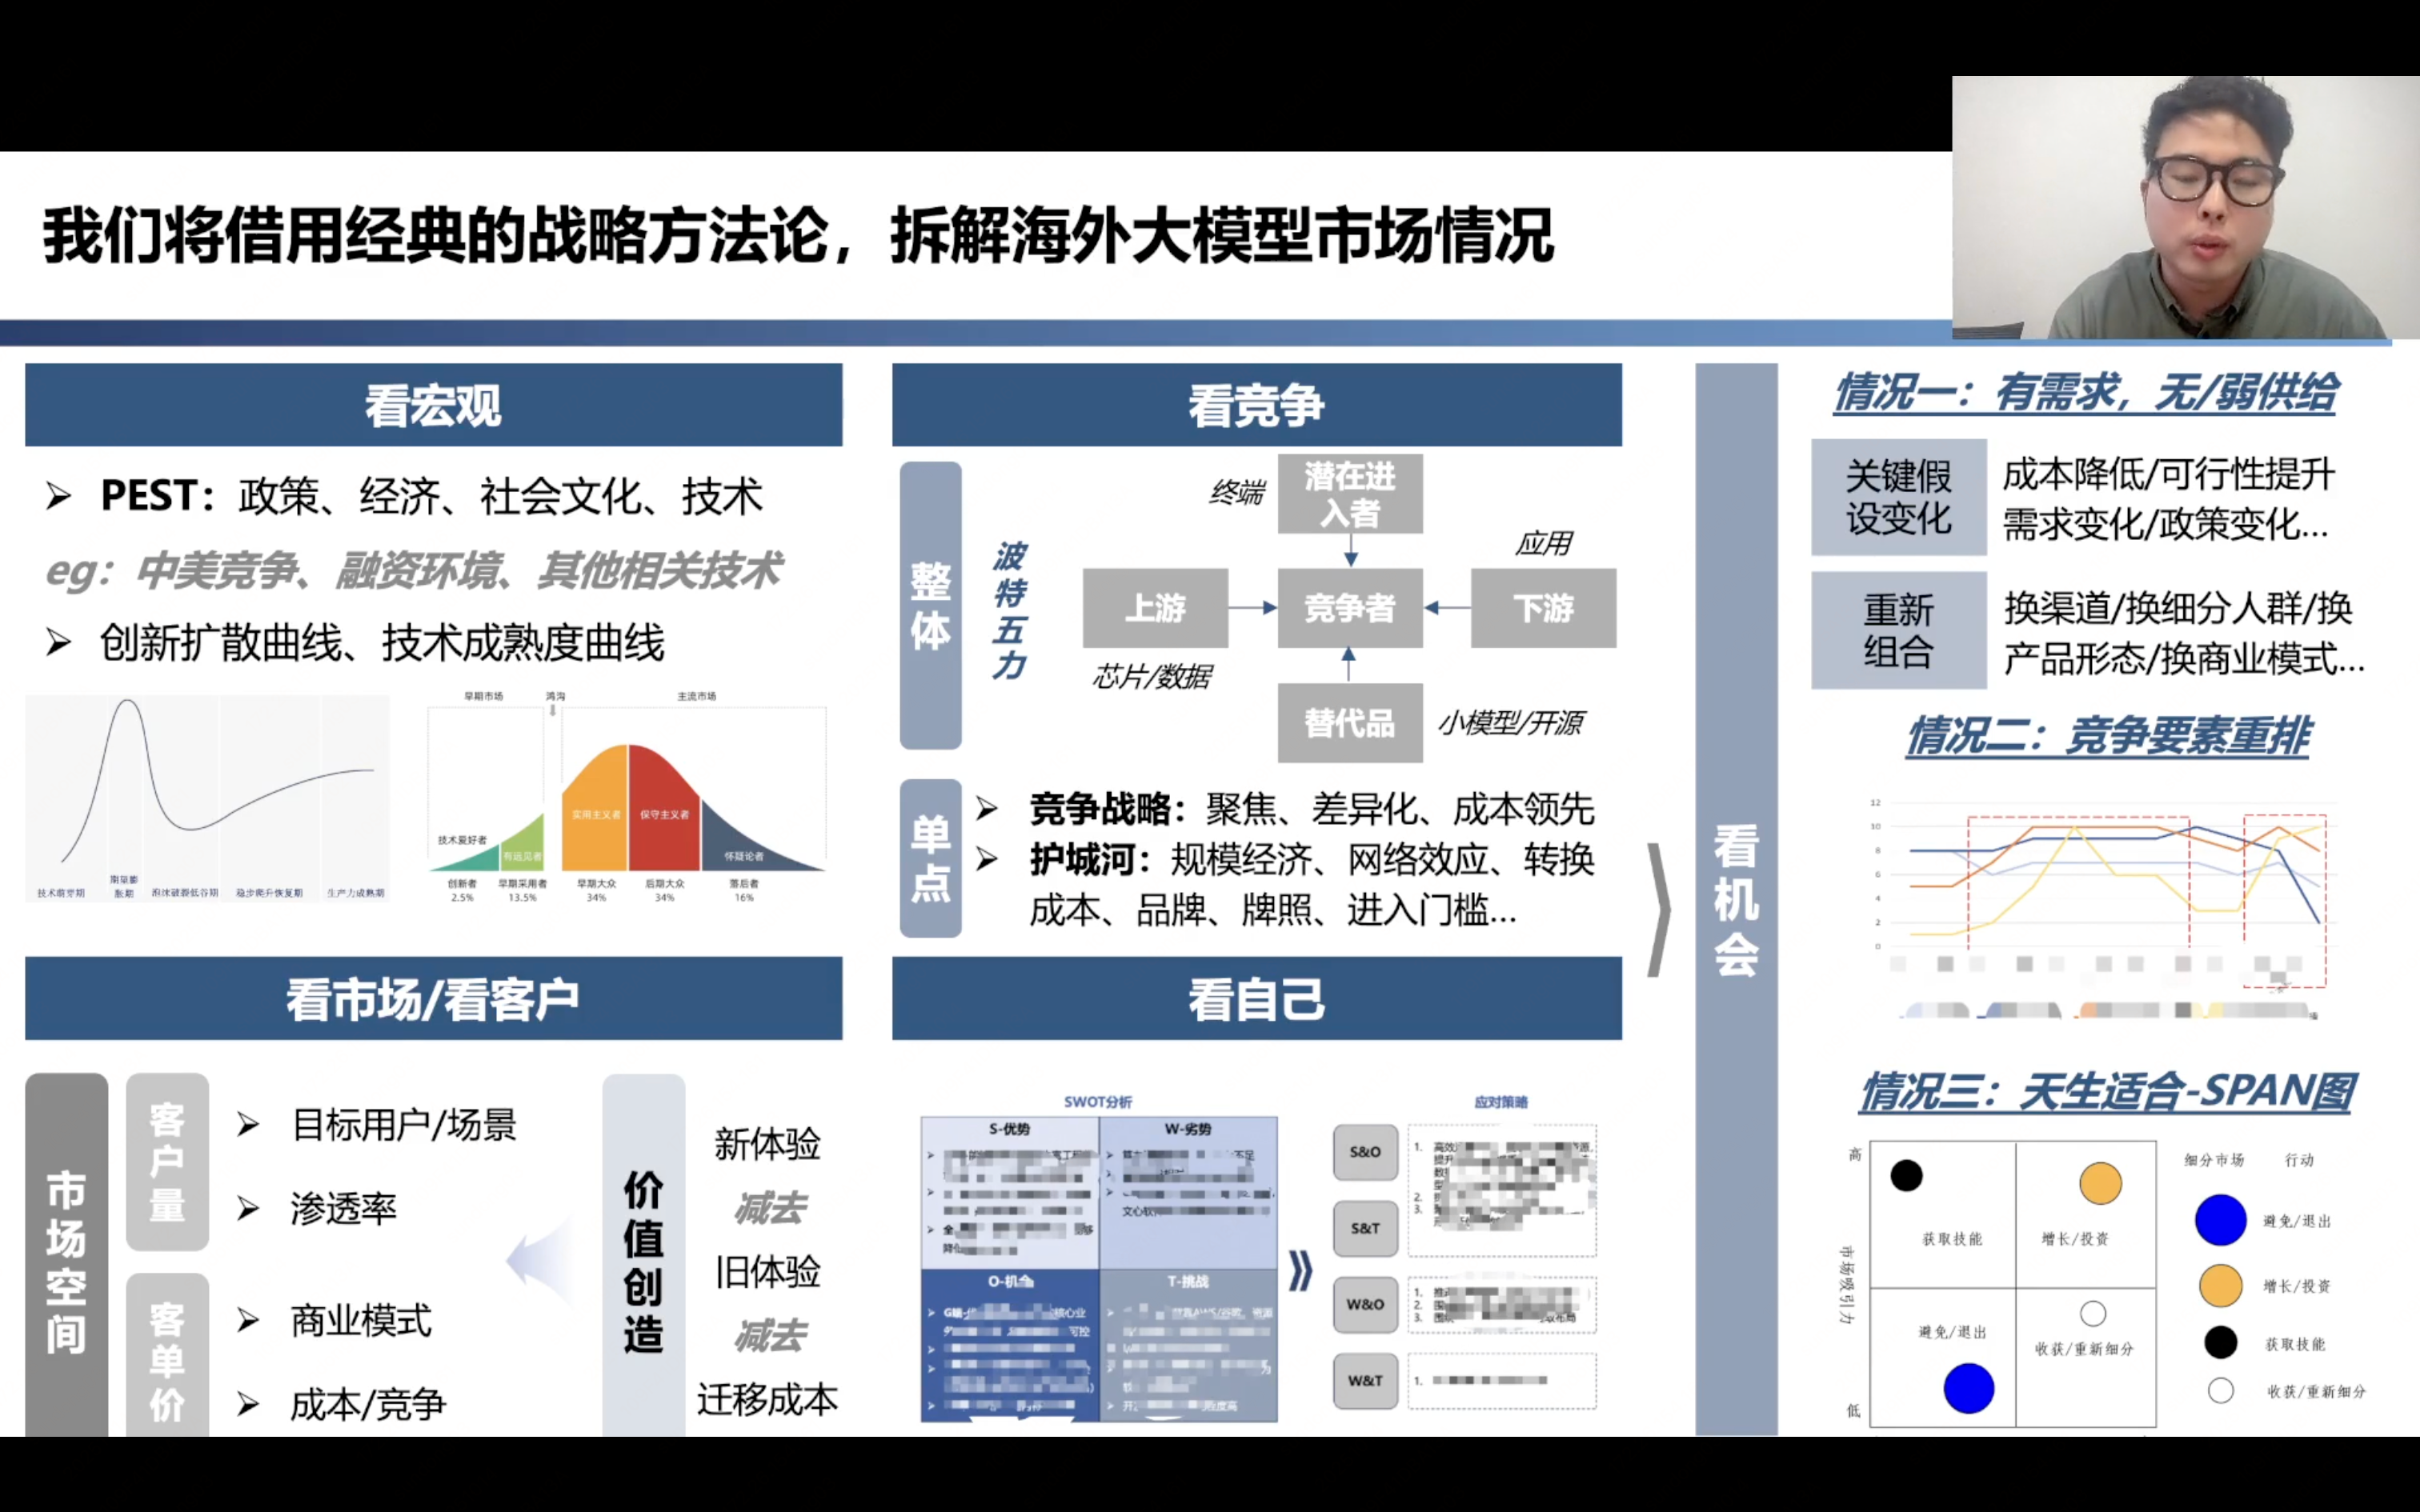 我们将借用经典的战略方法论，拆解海外大模型市场情况
看宏观
➢ PEST：政策、经济、社会文化、技术
eg：中美竞争、融资环境、其他相关技术
➢ 创新扩散曲线、技术成熟度曲线
技术萌芽期
期望膨
胀期
泡沫破裂低谷期
稳步爬升恢复期
生产力成熟期
早期市场
鸿沟
主流市场
技术爱好者
有远见者
实用主义者
保守主义者
怀疑论者
创新者
2.5%
早期采用者
13.5%
早期大众
34%
后期大众
34%
落后者
16%
看市场/看客户
市场空间
客户量
➢ 目标用户/场景
➢ 渗透率
客单价
➢ 商业模式
➢ 成本/竞争
价值创造
新体验
减去
旧体验
减去
迁移成本
看竞争
整体
波特五力
终端
潜在进
入者
应用
上游
竞争者
下游
芯片/数据
替代品
小模型/开源
单点
➢ 竞争战略：聚焦、差异化、成本领先
➢ 护城河：规模经济、网络效应、转换
成本、品牌、牌照、进入门槛...
看自己
SWOT分析
S-优势
W-劣势
不足
O-机会
T-挑战
应对策略
S&O
S&T
W&O
W&T
1.
2.
3.
1.
2.
3.
1.
看机会
情况一：有需求，无/弱供给
关键假
设变化
成本降低/可行性提升
需求变化/政策变化...
重新
组合
换渠道/换细分人群/换
产品形态/换商业模式...
情况二：竞争要素重排
12
10
8
6
4
2
0
情况三：天生适合-SPAN图
高
市场吸引力
低
获取技能
增长/投资
避免/退出
收获/重新细分
细分市场
行动
避免/退出
增长/投资
获取技能
收获/重新细分